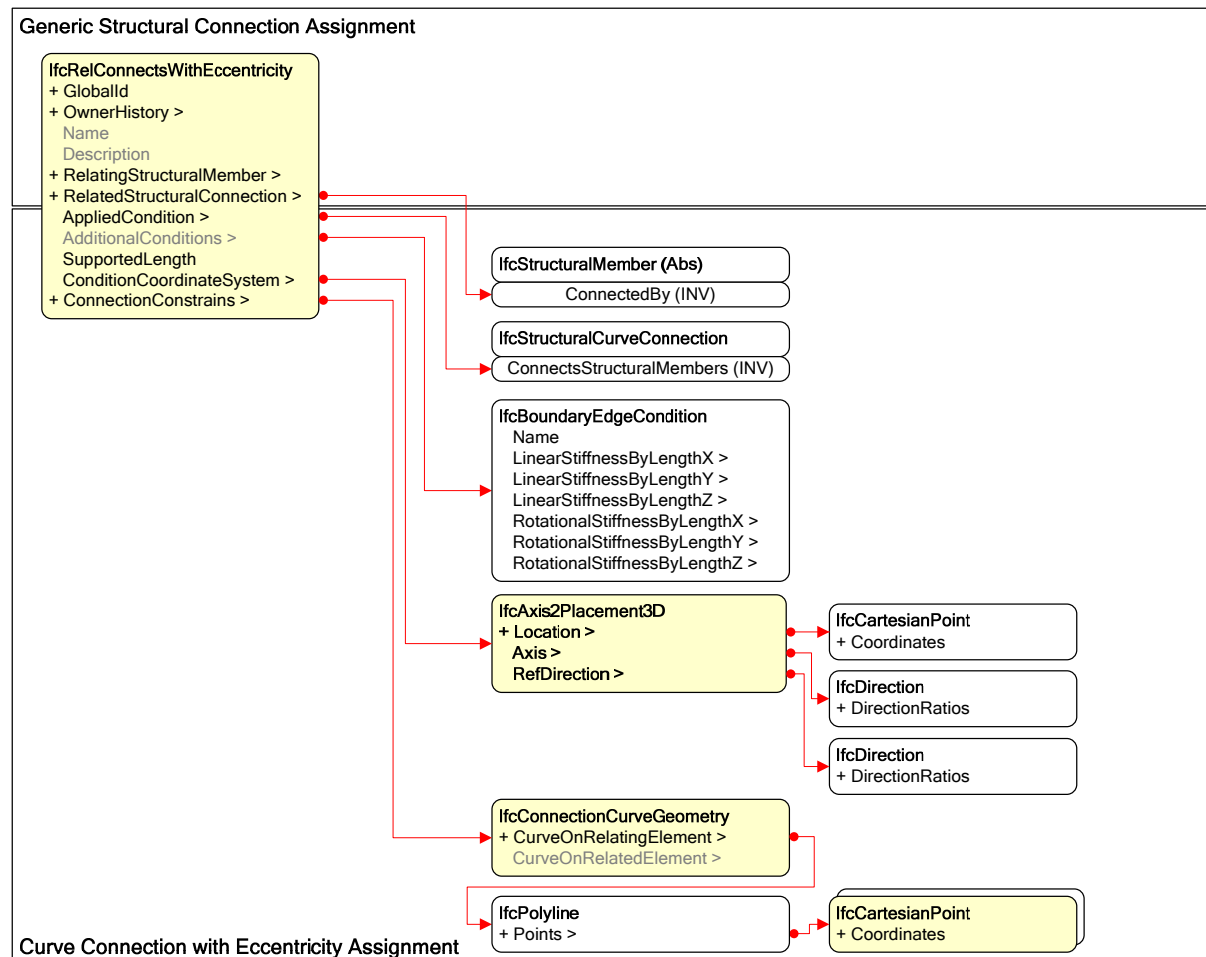 Generic Structural Connection Assignment
IfcRelConnectsWithEccentricity
+ GlobalId
+ OwnerHistory >
Name
Description
+ RelatingStructuralMember >
+ RelatedStructuralConnection >
AppliedCondition >
AdditionalConditions >
SupportedLength
ConditionCoordinateSystem >
+ ConnectionConstrains >
IfcStructuralMember (Abs)
ConnectedBy (INV)
IfcStructuralCurveConnection
ConnectsStructuralMembers (INV)
IfcBoundaryEdgeCondition
Name
LinearStiffnessByLengthX >
LinearStiffnessByLengthY >
LinearStiffnessByLengthZ >
RotationalStiffnessByLengthX >
RotationalStiffnessByLengthY >
RotationalStiffnessByLengthZ >
IfcAxis2Placement3D
+ Location >
Axis >
RefDirection >
IfcCartesianPoint
+ Coordinates
IfcDirection
+ DirectionRatios
IfcDirection
+ DirectionRatios
IfcConnectionCurveGeometry
+ CurveOnRelatingElement >
CurveOnRelatedElement >
IfcPolyline
+ Points >
IfcCartesianPoint
+ Coordinates
Curve Connection with Eccentricity Assignment